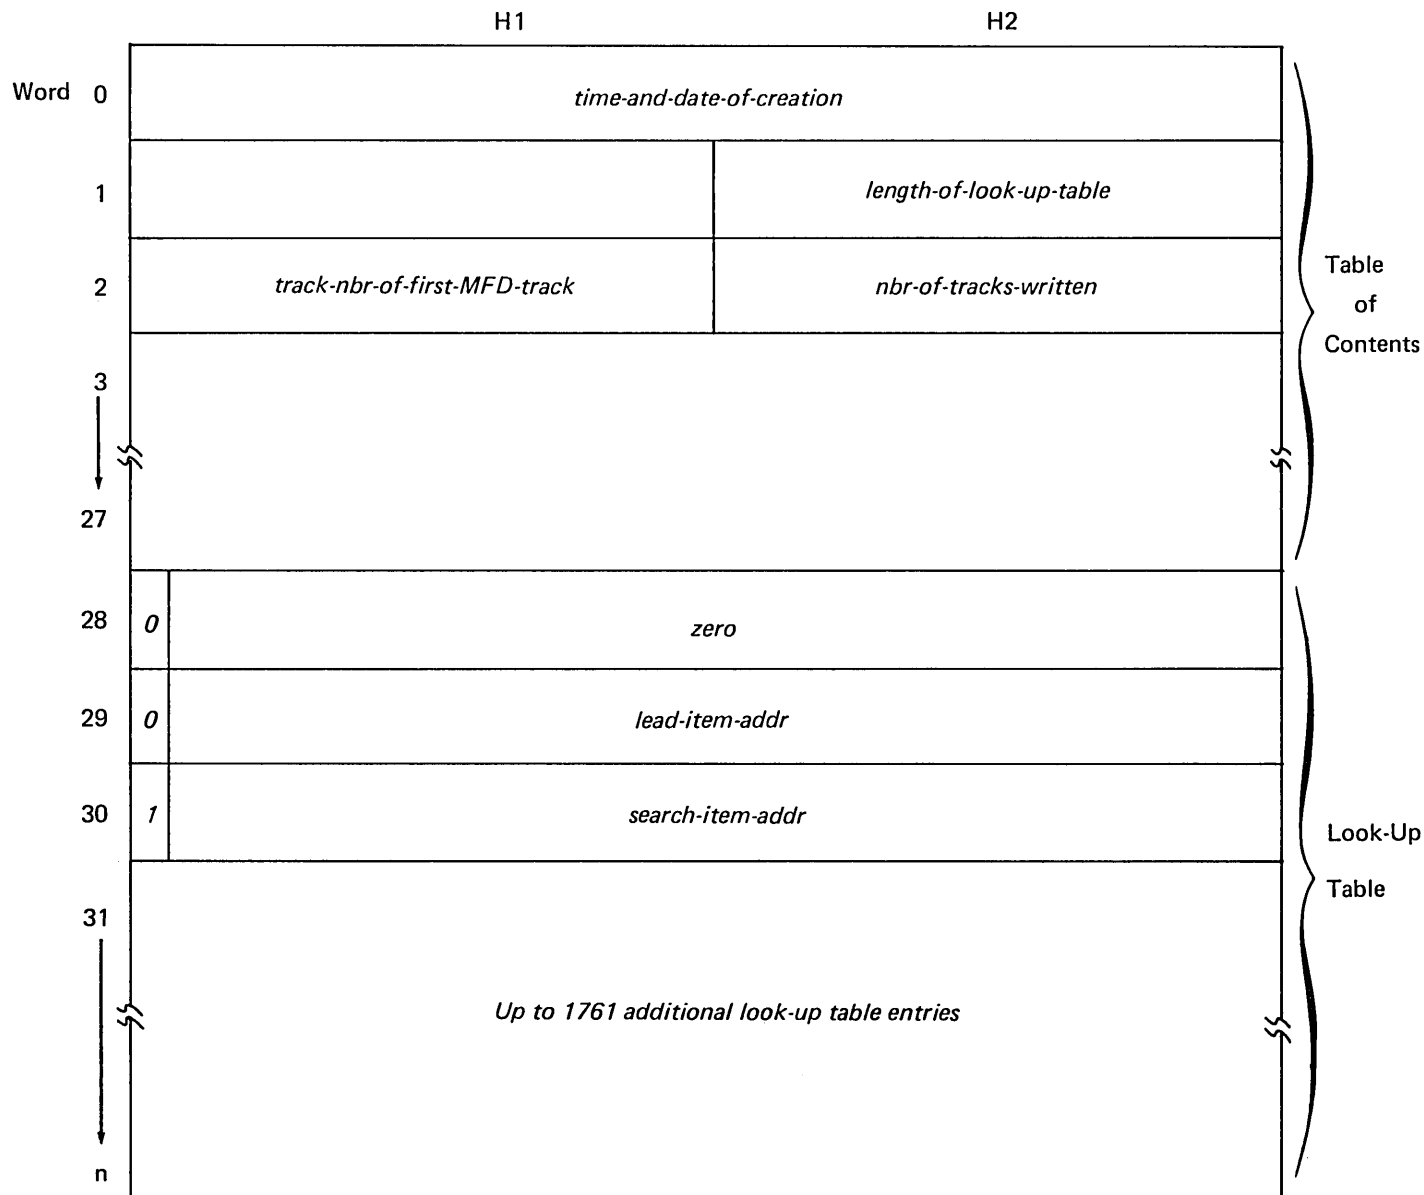 H1 H2
Word 0 time-and-date-of-creation
1 length-of-look-up-table
2 track-nbr-of-first-MFD-track nbr-of-tracks-written
Table
of
Contents
3
27
28 0 zero
29 0 lead-item-addr
30 1 search-item-addr
Look-Up
Table
31
Up to 1761 additional look-up table entries
n